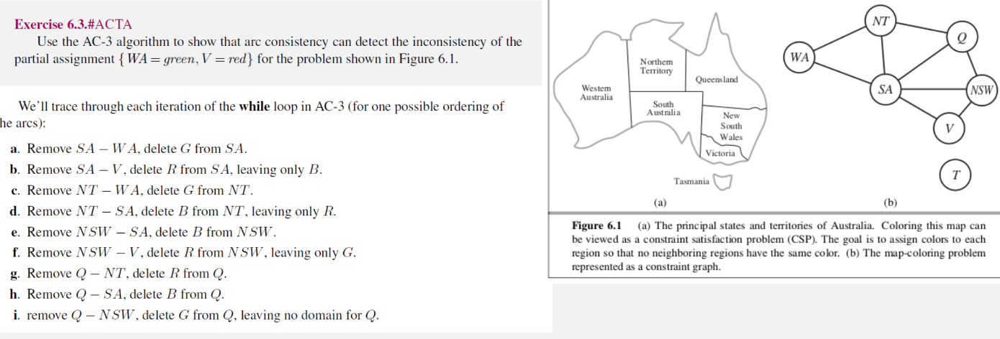 Exercise 6.3.#ACTA
Use the AC-3 algorithm to show that arc consistency can detect the inconsistency of the
partial assignment { WA = green, V = red} for the problem shown in Figure 6.1.
We'll trace through each iteration of the while loop in AC-3 (for one possible ordering of
he arcs):
a. Remove SA – WA, delete G from SA.
b. Remove SA – V, delete R from SA, leaving only B.
c. Remove NT – WA, delete G from NT.
d. Remove NT – SA, delete B from NT, leaving only R.
e. Remove NSW – SA, delete B from NSW.
f. Remove NSW – V, delete R from NSW, leaving only G.
g. Remove Q – NT, delete R from Q.
h. Remove Q – SA, delete B from Q.
i. remove Q – NSW, delete G from Q, leaving no domain for Q.
Western
Australia
Northern
Territory
Queensland
South
Australia
New
South
Wales
Victoria
Tasmania
(a)
NT
Q
WA
SA
NSW
V
T
(b)
Figure 6.1 (a) The principal states and territories of Australia. Coloring this map can
be viewed as a constraint satisfaction problem (CSP). The goal is to assign colors to each
region so that no neighboring regions have the same color. (b) The map-coloring problem
represented as a constraint graph.